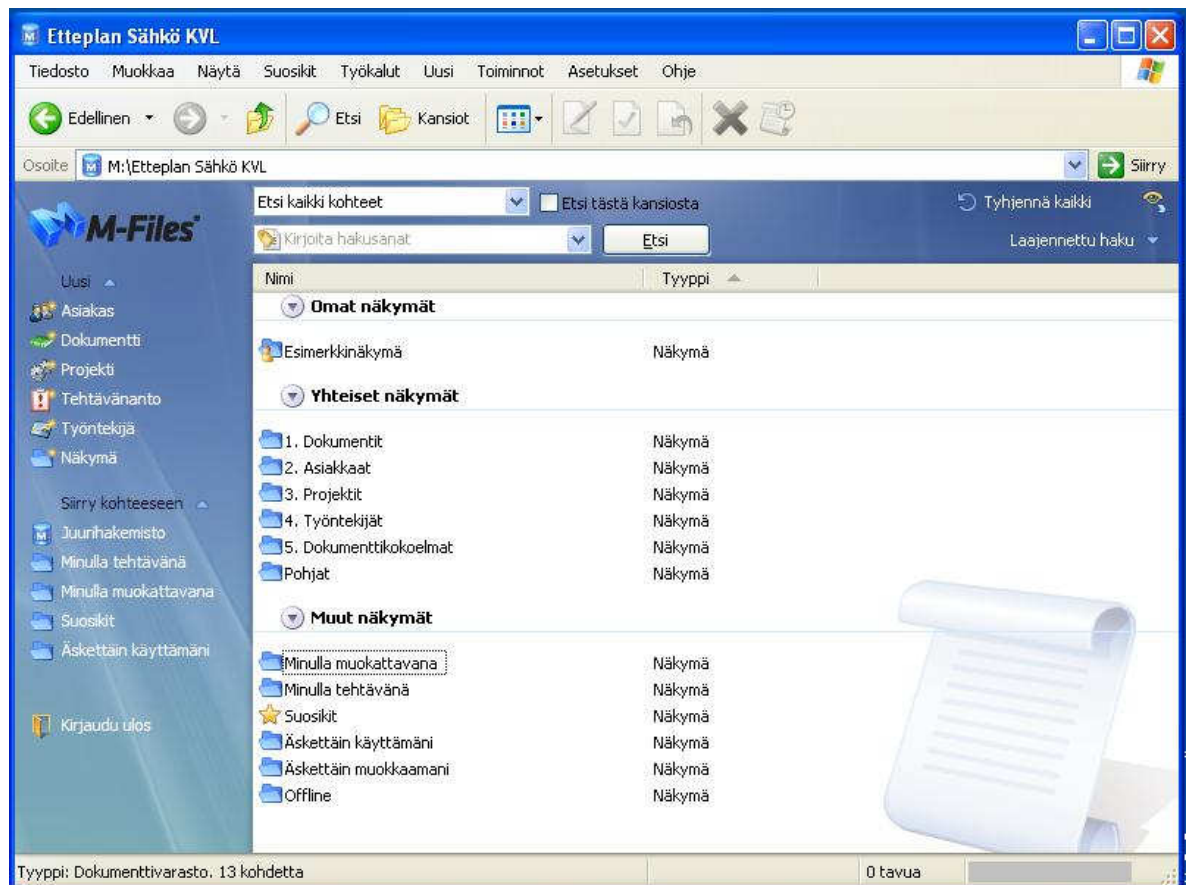 Etteplan Sähkö KVL
Tiedosto Muokkaa Näytä Suosikit Työkalut Uusi Toiminnot Asetukset Ohje
Edellinen Etsi Kansiot
Osoite M:\Etteplan Sähkö KVL Siirry
M-Files
Etsi kaikki kohteet Etsi tästä kansiosta Tyhjennä kaikki
Kirjoita hakusanat Etsi Laajennettu haku
Uusi
Asiakas
Dokumentti
Projekti
Tehtävänanto
Työntekijä
Näkymä
Siirry kohteeseen
Juurihakemisto
Minulla tehtävänä
Minulla muokattavana
Suosikit
Äskettäin käyttämäni
Kirjaudu ulos
Nimi Tyyppi
Omat näkymät
Esimerkkinäkymä Näkymä
Yhteiset näkymät
1. Dokumentit Näkymä
2. Asiakkaat Näkymä
3. Projektit Näkymä
4. Työntekijät Näkymä
5. Dokumenttikokoelmat Näkymä
Pohjat Näkymä
Muut näkymät
Minulla muokattavana Näkymä
Minulla tehtävänä Näkymä
Suosikit Näkymä
Äskettäin käyttämäni Näkymä
Äskettäin muokkaamani Näkymä
Offline Näkymä
Tyyppi: Dokumenttivarasto. 13 kohdetta 0 tavua